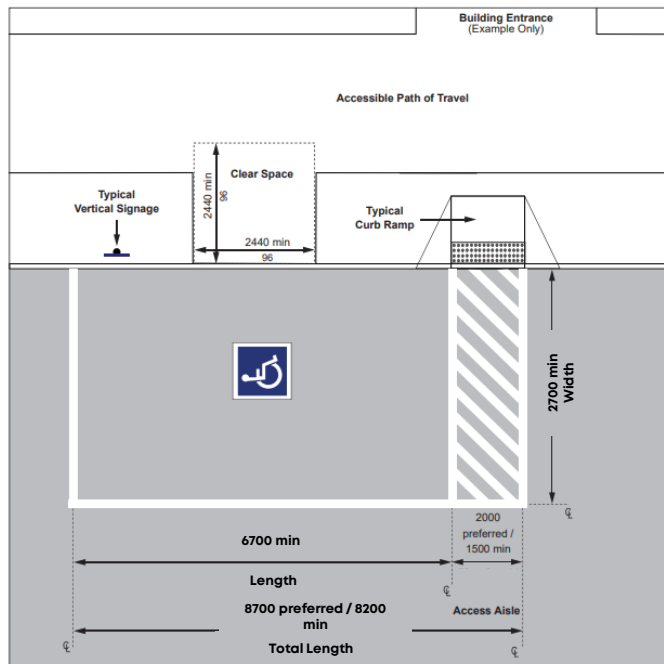 Building Entrance
(Example Only)
Accessible Path of Travel
Clear Space
2440 min
96
Typical
Vertical Signage
Typical
Curb Ramp
2440 min
96
2700 min
Width
2000
preferred /
1500 min
6700 min
Length
℄
℄
8700 preferred / 8200
min
Access Aisle
Total Length
℄
℄